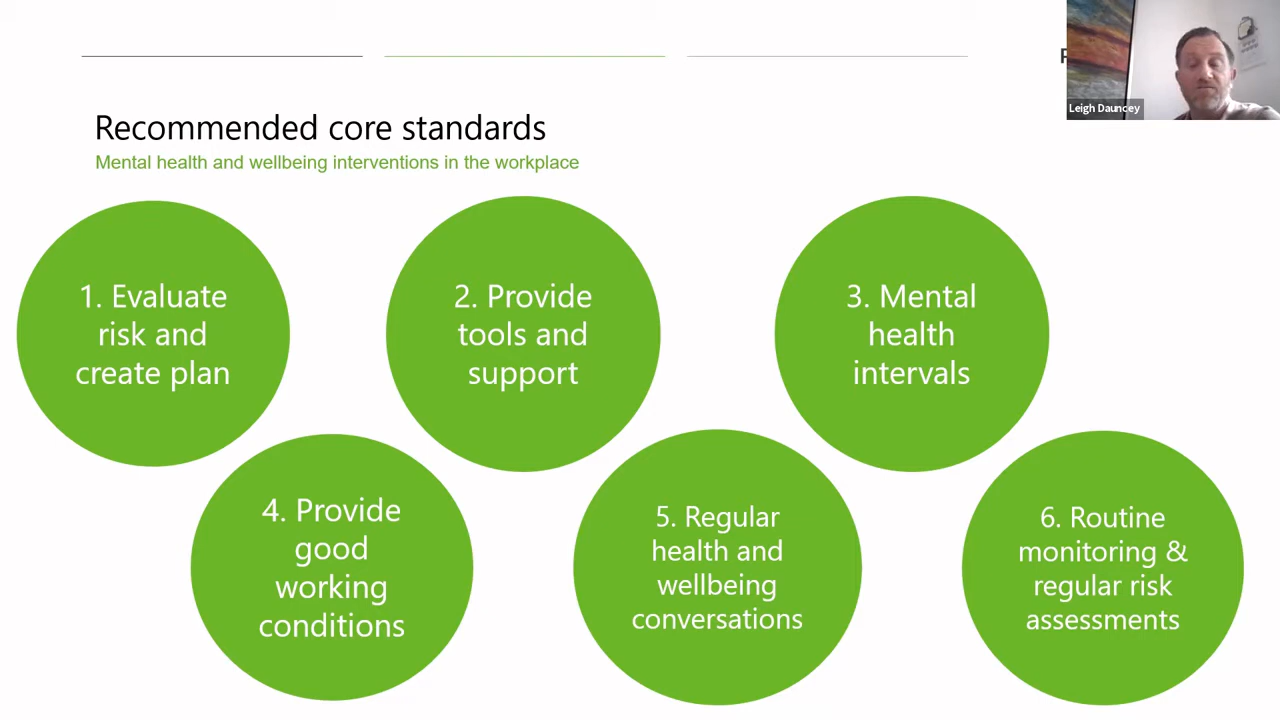 Leigh Dauncey
Recommended core standards
Mental health and wellbeing interventions in the workplace
1. Evaluate
risk and
create plan
2. Provide
tools and
support
3. Mental
health
intervals
4. Provide
good
working
conditions
5. Regular
health and
wellbeing
conversations
6. Routine
monitoring &
regular risk
assessments